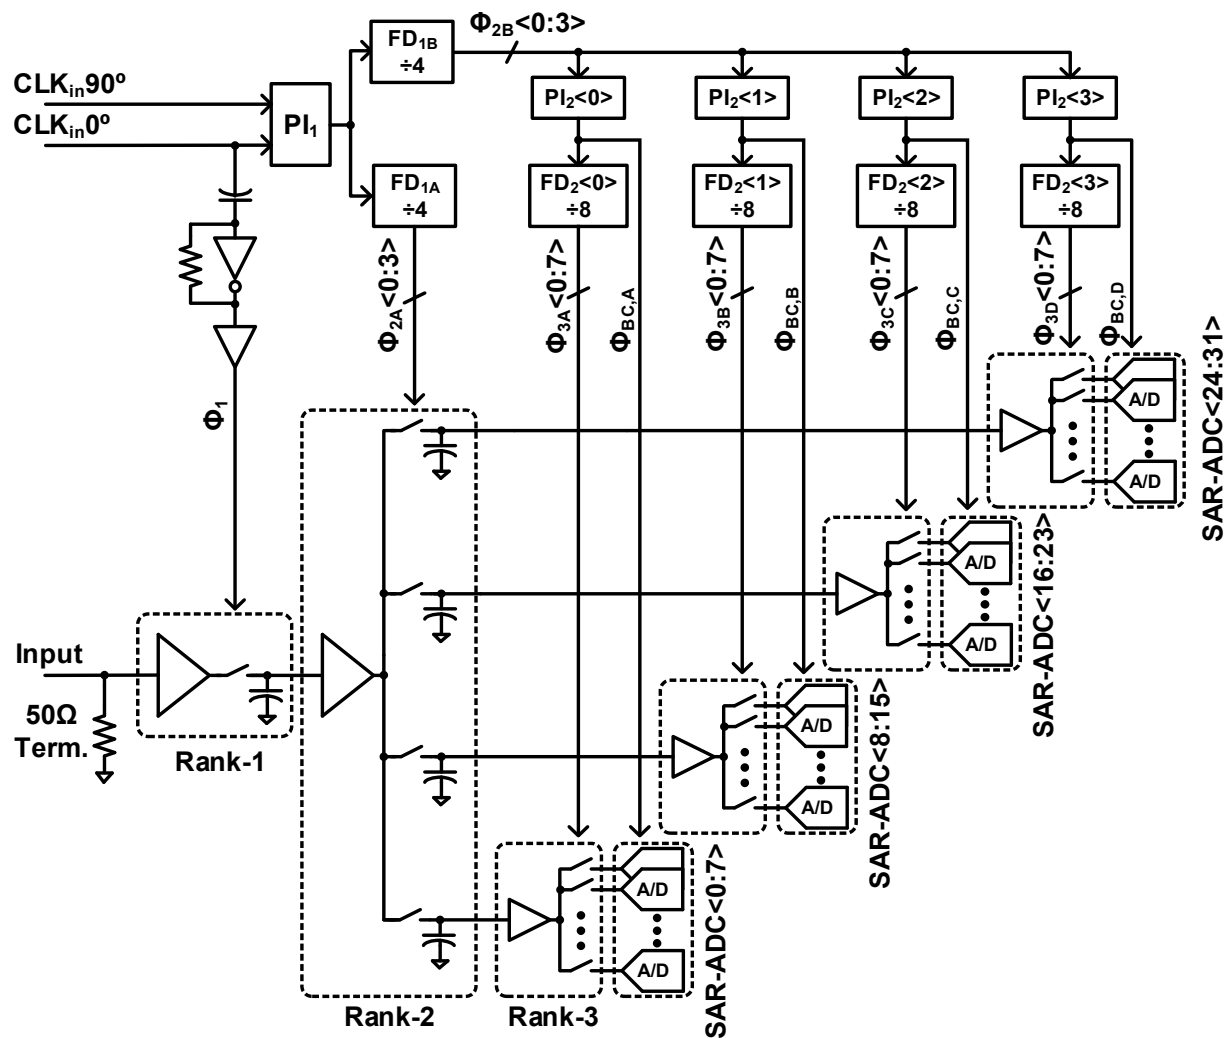 Φ2B<0:3>
FD1B
÷4
CLKin90º
CLKin0º
PI1
PI2<0>
PI2<1>
PI2<2>
PI2<3>
FD1A
÷4
FD2<0>
÷8
FD2<1>
÷8
FD2<2>
÷8
FD2<3>
÷8
Φ1
Φ2A<0:3>
Φ3A<0:7>
ΦBC,A
Φ3B<0:7>
ΦBC,B
Φ3C<0:7>
ΦBC,C
Φ3D<0:7>
ΦBC,D
A/D
A/D
SAR-ADC<24:31>
A/D
A/D
SAR-ADC<16:23>
Input
50Ω
Term.
Rank-1
A/D
A/D
SAR-ADC<8:15>
A/D
A/D
SAR-ADC<0:7>
Rank-2
Rank-3